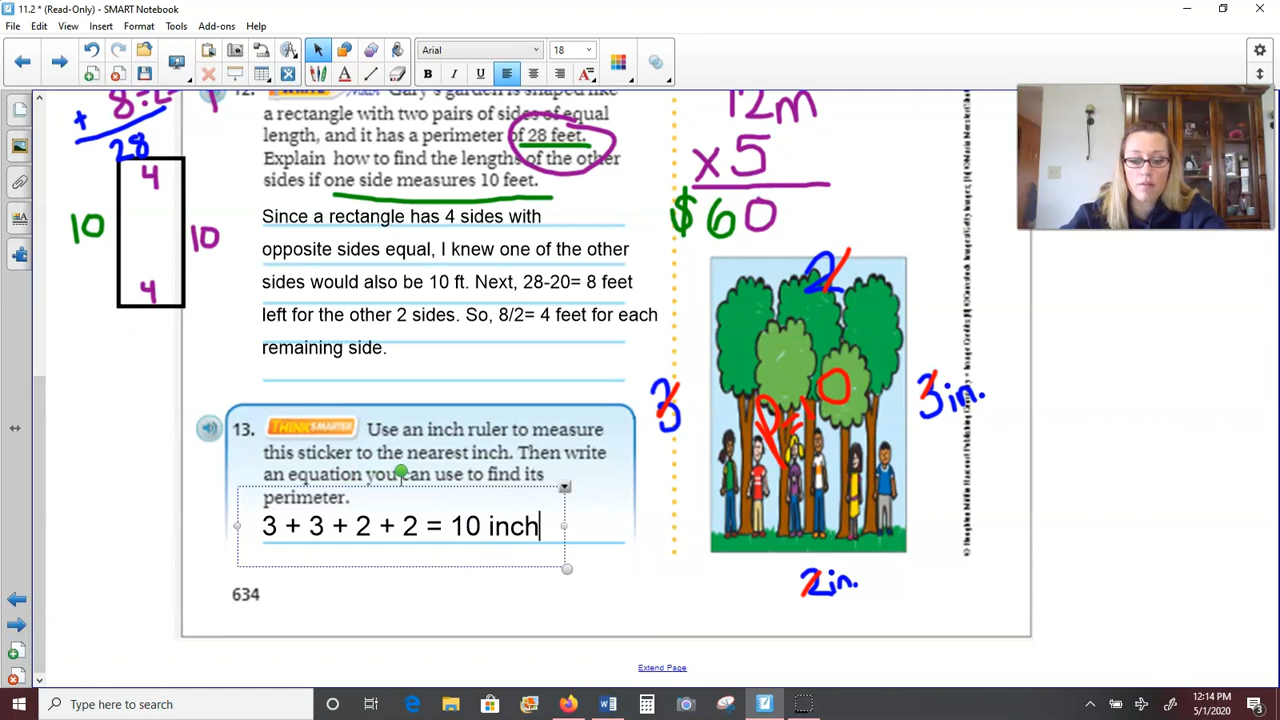 11.2 * (Read-Only) - SMART Notebook
File Edit View Insert Format Tools Add-ons Help
Arial 18
B I U
8÷2=
+
28
4
10
10
4
Gary's garden is shaped like
a rectangle with two pairs of sides of equal
length, and it has a perimeter of 28 feet.
Explain how to find the lengths of the other
sides if one side measures 10 feet.
Since a rectangle has 4 sides with
opposite sides equal, I knew one of the other
sides would also be 10 ft. Next, 28-20= 8 feet
left for the other 2 sides. So, 8/2= 4 feet for each
remaining side.
13. THINK SMARTER Use an inch ruler to measure
this sticker to the nearest inch. Then write
an equation you can use to find its
perimeter.
3 + 3 + 2 + 2 = 10 inch
634
12m
x 5
$60
2
3
3in.
2in.
Extend Page
Type here to search
12:14 PM
5/1/2020